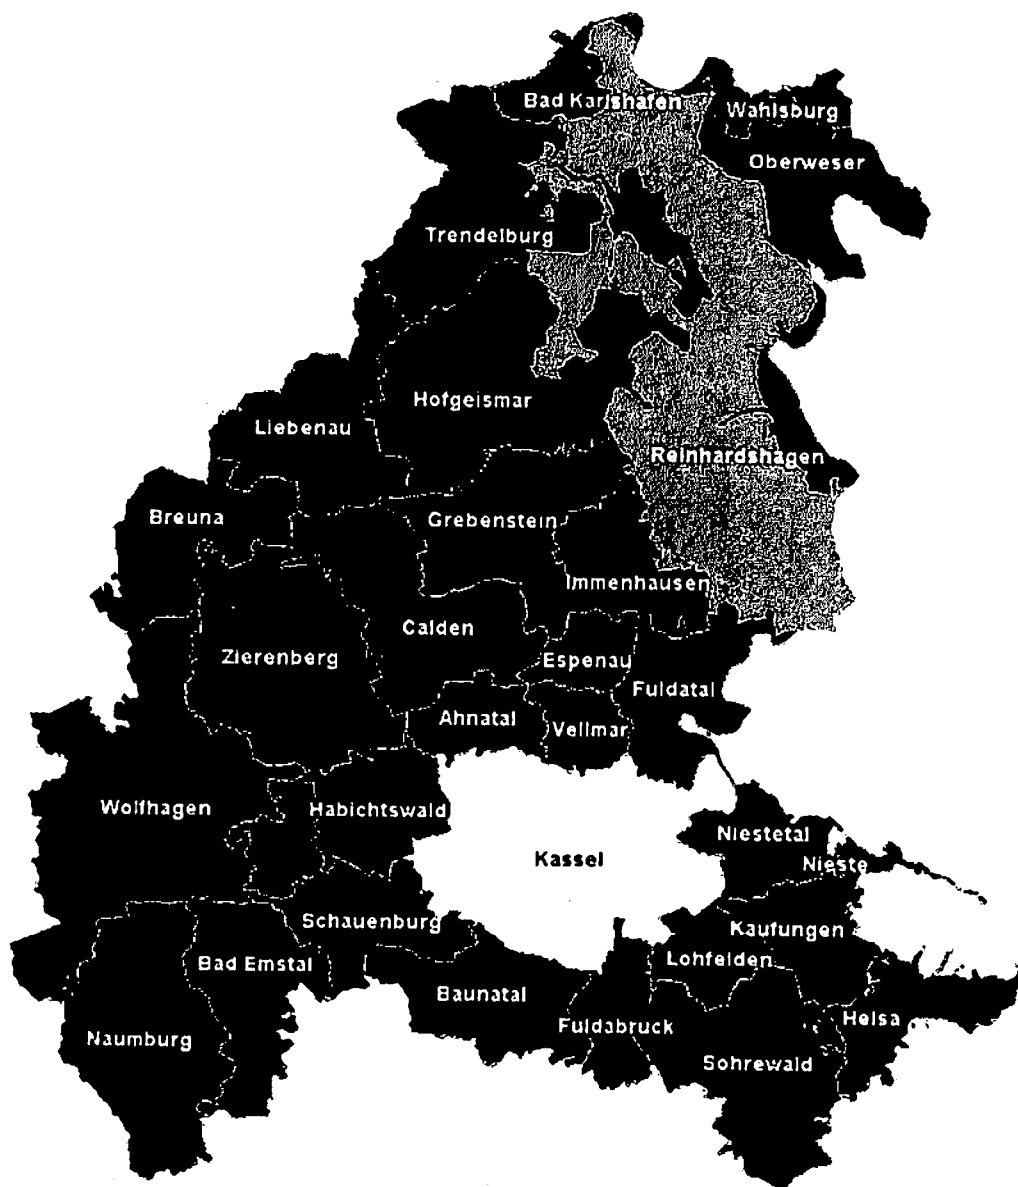 Bad Karlshafen
Wahlsburg
Oberweser
Trendelburg
Hofgeismar
Liebenau
Reinhardshagen
Breuna
Grebenstein
Immenhausen
Calden
Zierenberg
Espenau
Fuldatal
Ahnatal
Vellmar
Wolfhagen
Habichtswald
Niestetal
Kassel
Nieste
Schauenburg
Kaufungen
Lohfelden
Bad Emstal
Baunatal
Helsa
Fuldabruck
Naumburg
Sohrewald